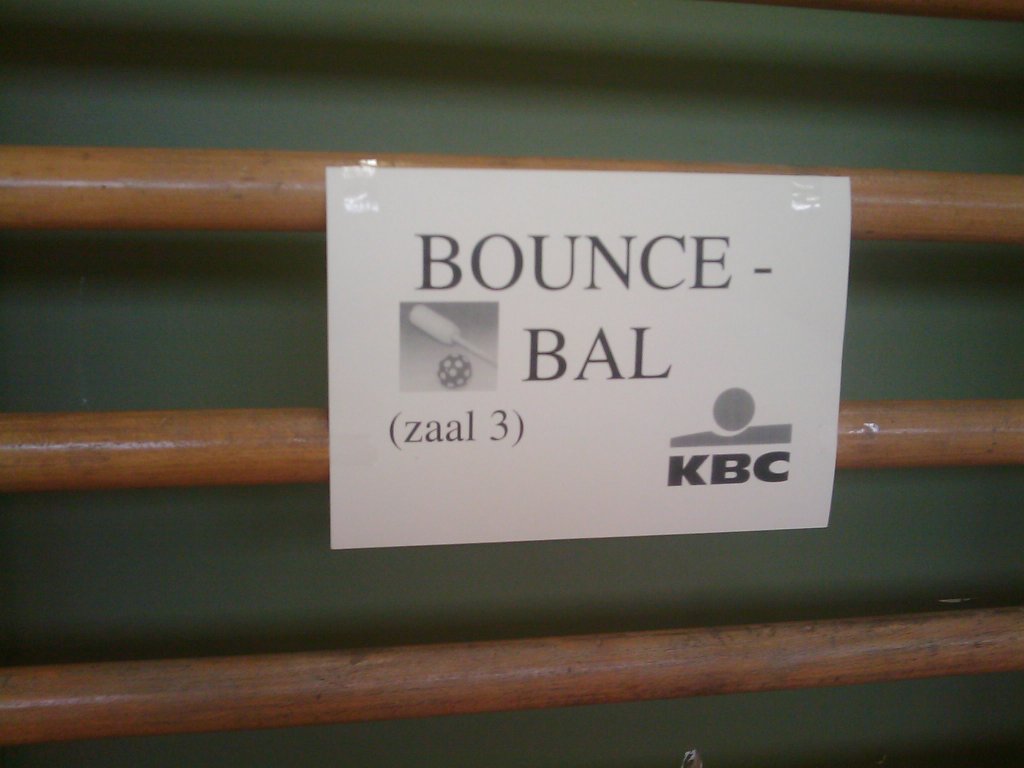 BOUNCE -
BAL
(zaal 3)
KBC